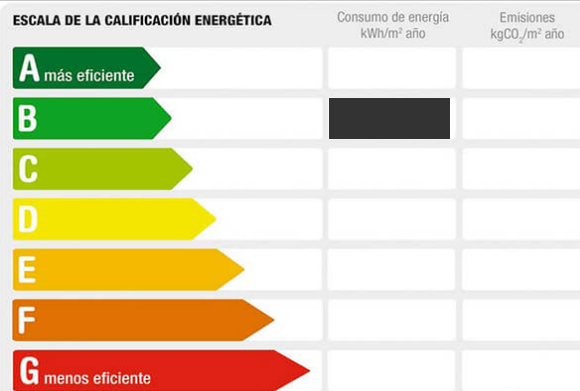 ESCALA DE LA CALIFICACIÓN ENERGÉTICA
Consumo de energía
kWh/m² año
Emisiones
kgCO₂/m² año
A más eficiente
B
C
D
E
F
G menos eficiente